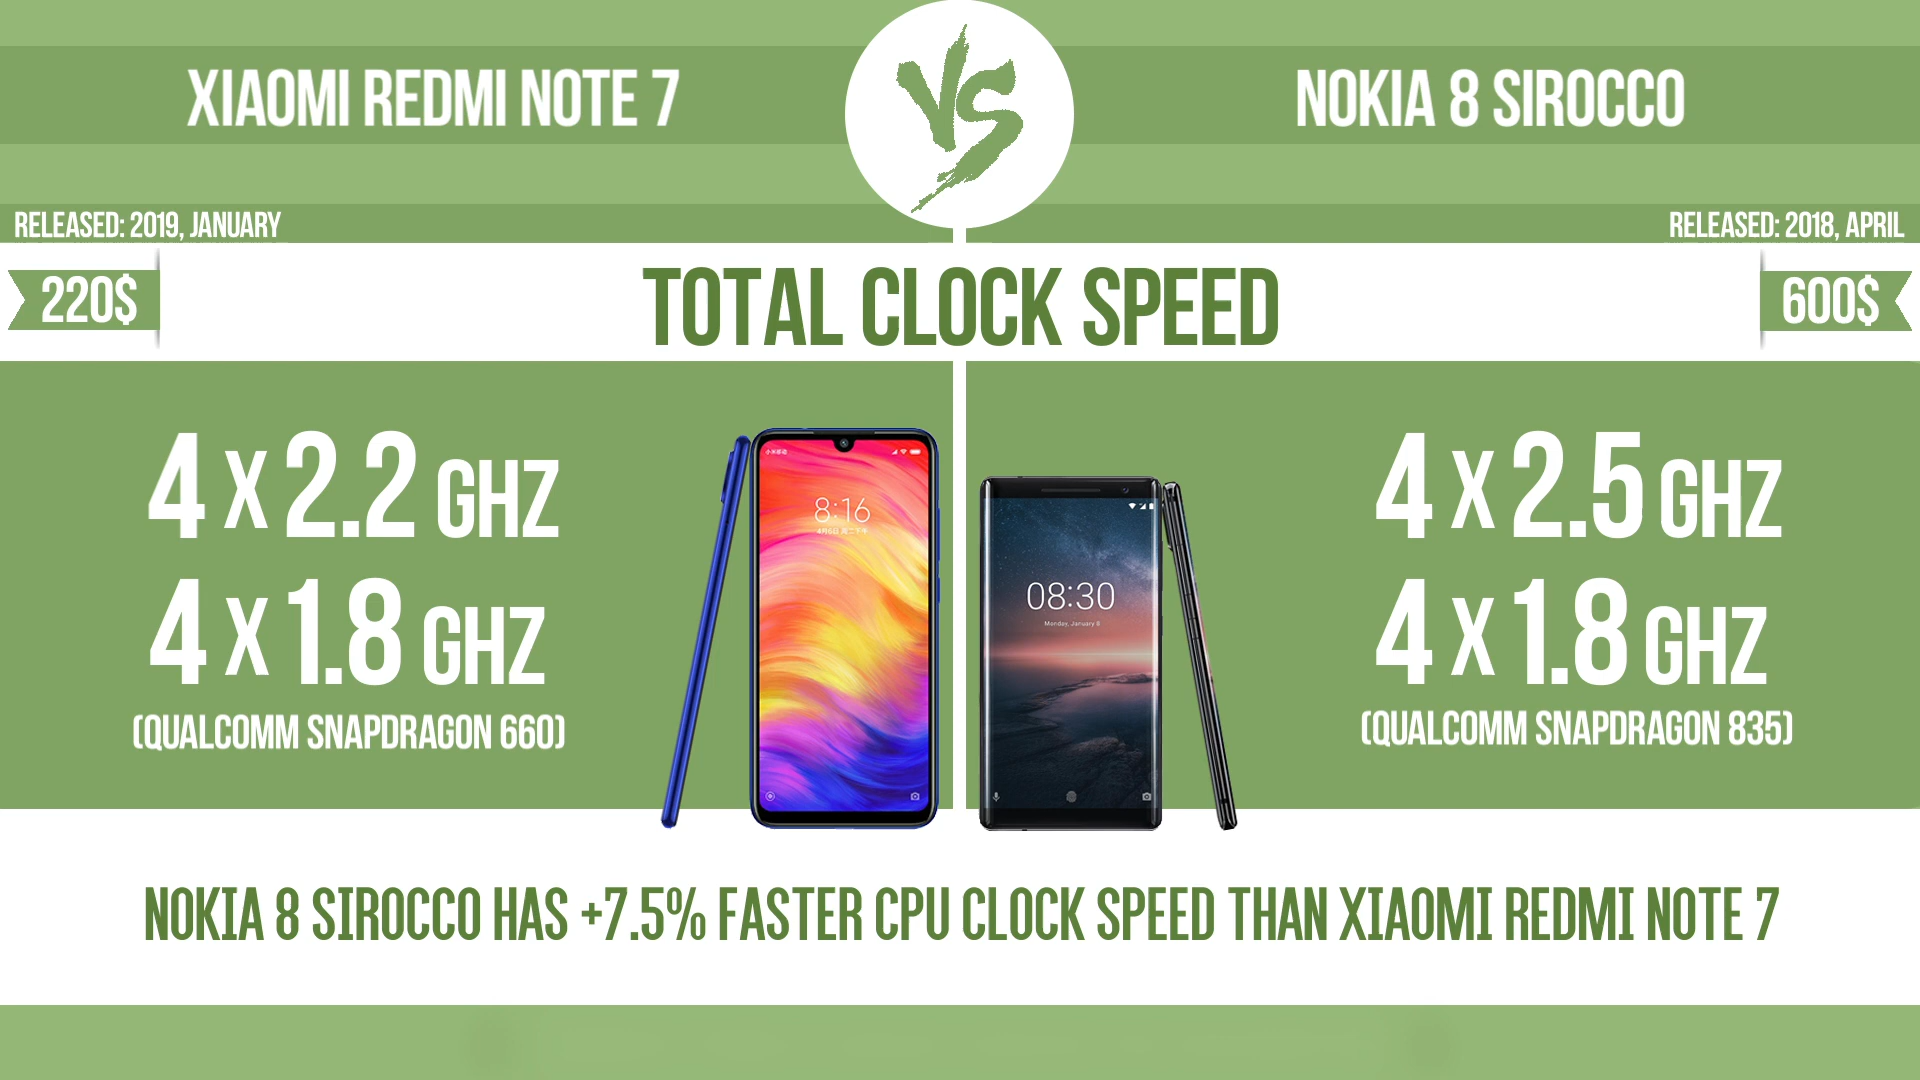 XIAOMI REDMI NOTE 7
VS
NOKIA 8 SIROCCO
RELEASED: 2019, JANUARY
RELEASED: 2018, APRIL
220$
TOTAL CLOCK SPEED
600$
4 X 2.2 GHZ
4 X 1.8 GHZ
(QUALCOMM SNAPDRAGON 660)
8:16
08:30
Monday, January 8
4 X 2.5 GHZ
4 X 1.8 GHZ
(QUALCOMM SNAPDRAGON 835)
NOKIA 8 SIROCCO HAS +7.5% FASTER CPU CLOCK SPEED THAN XIAOMI REDMI NOTE 7